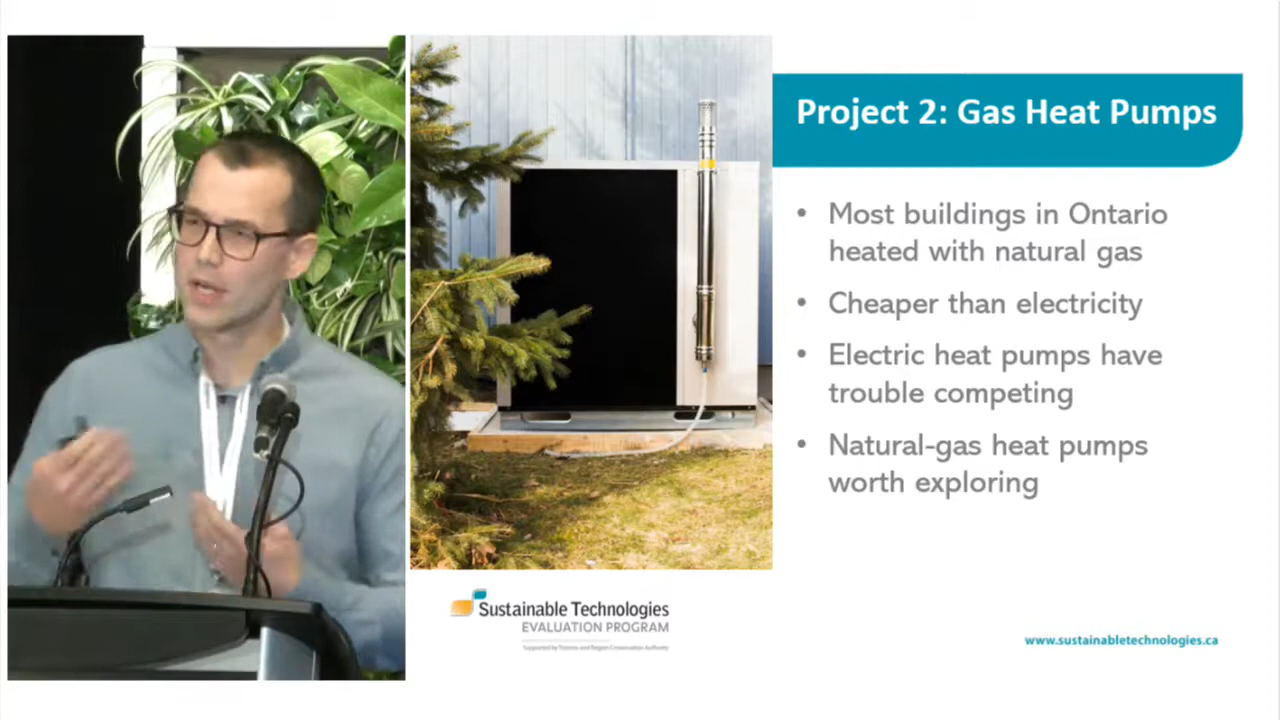 Project 2: Gas Heat Pumps
• Most buildings in Ontario
heated with natural gas
• Cheaper than electricity
• Electric heat pumps have
trouble competing
• Natural-gas heat pumps
worth exploring
Sustainable Technologies
EVALUATION PROGRAM
Supported by Toronto and Region Conservation Authority
www.sustainabletechnologies.ca